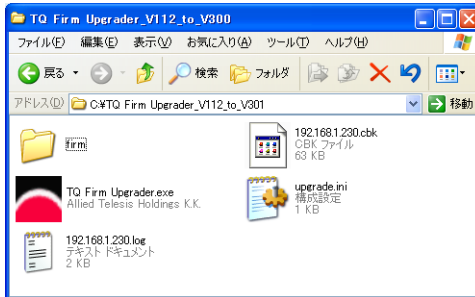 TQ Firm Upgrader_V112_to_V300
ファイル(F) 編集(E) 表示(V) お気に入り(A) ツール(T) ヘルプ(H)
戻る 検索 フォルダ
アドレス(D) C:¥TQ Firm Upgrader_V112_to_V301 移動
firm
192.168.1.230.cbk
CBK ファイル
63 KB
TQ Firm Upgrader.exe
Allied Telesis Holdings K.K.
upgrade.ini
構成設定
1 KB
192.168.1.230.log
テキスト ドキュメント
2 KB